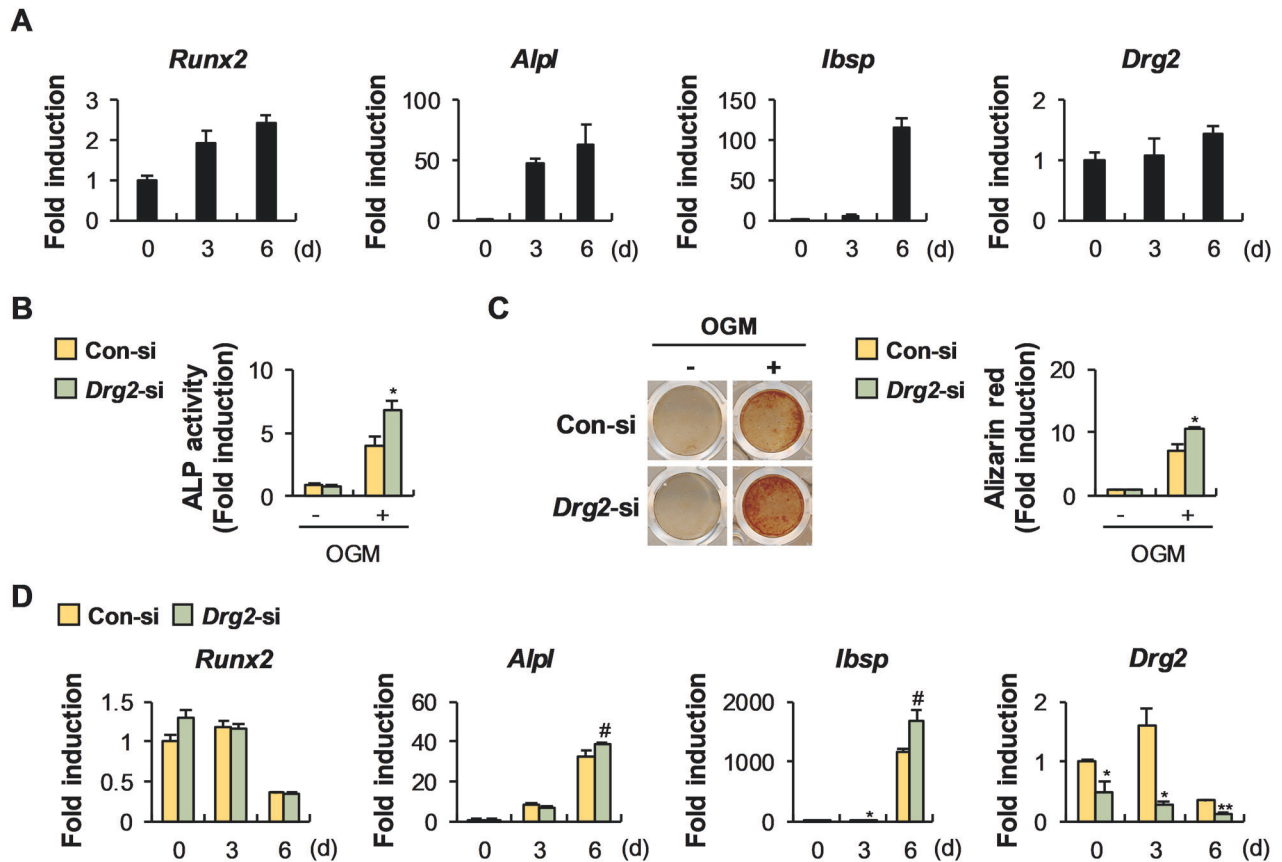 A
Runx2
Alpl
Ibsp
Drg2
Fold induction
3
2
1
0
0 3 6 (d)
Fold induction
100
50
0
0 3 6 (d)
Fold induction
150
100
50
0
0 3 6 (d)
Fold induction
2
1
0
0 3 6 (d)
B
Con-si
Drg2-si
ALP activity
(Fold induction)
10
5
0
*
- +
OGM
C
OGM
- +
Con-si
Drg2-si
Con-si
Drg2-si
Alizarin red
(Fold induction)
20
10
0
*
- +
OGM
D
Con-si Drg2-si
Runx2
Alpl
Ibsp
Drg2
Fold induction
1.5
1
0.5
0
0 3 6 (d)
Fold induction
60
40
20
0
#
0 3 6 (d)
Fold induction
2000
1000
0
*
#
0 3 6 (d)
Fold induction
2
1
0
*
*
**
0 3 6 (d)